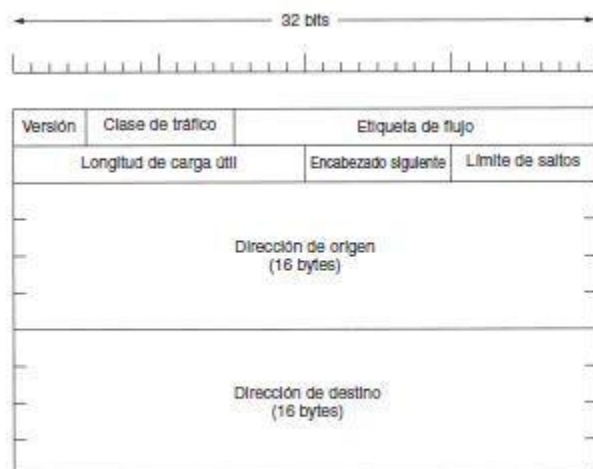 32 bits
Versión Clase de tráfico Etiqueta de flujo
Longitud de carga útil Encabezado siguiente Límite de saltos
Dirección de origen
(16 bytes)
Dirección de destino
(16 bytes)